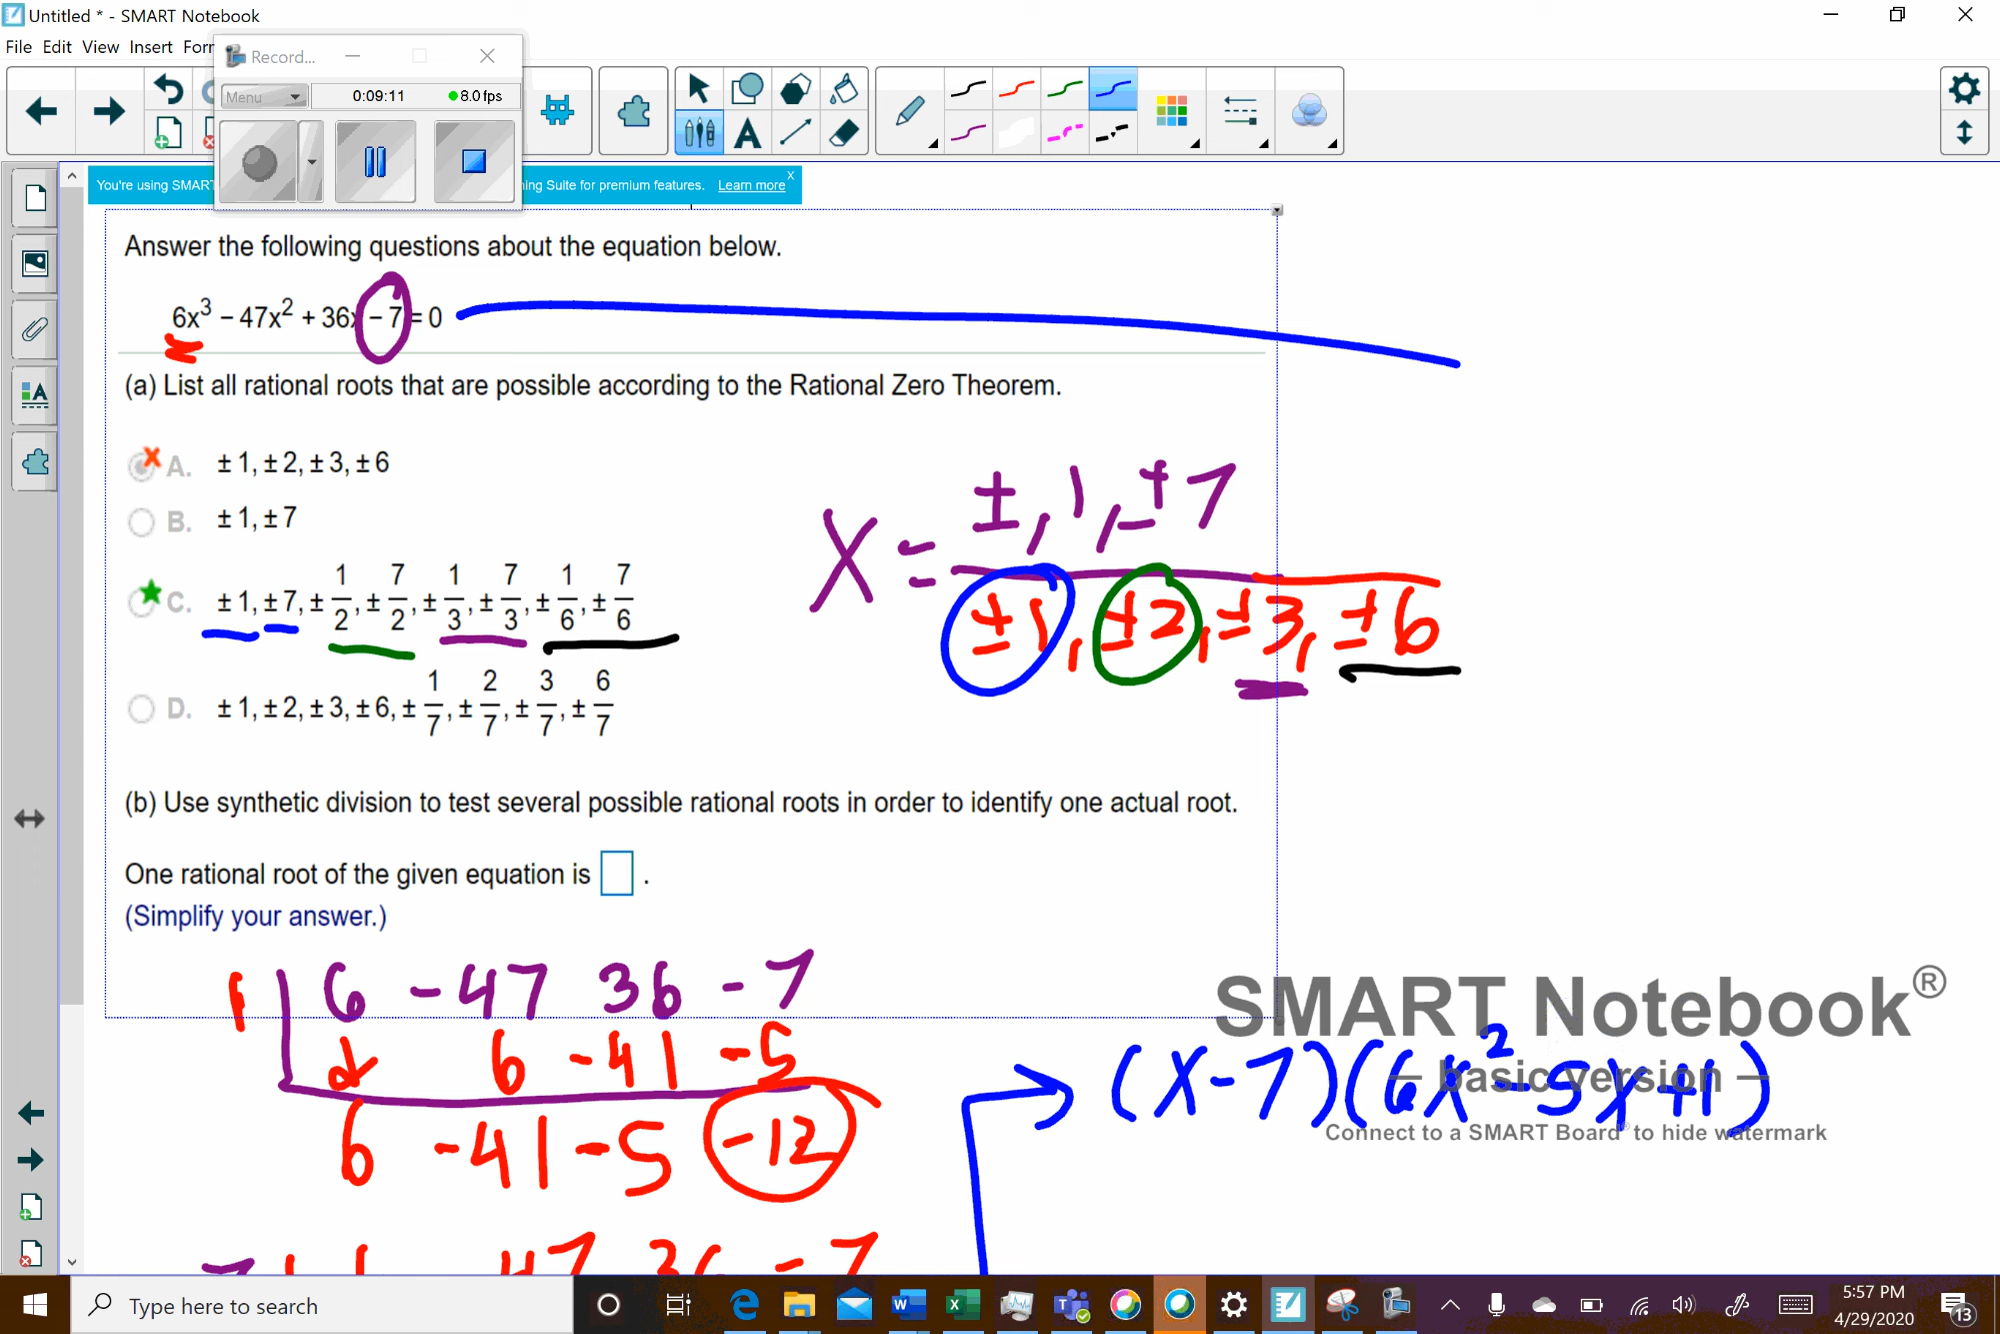 Untitled * - SMART Notebook
File Edit View Insert Forr
Record...
Menu 0:09:11 8.0 fps
You're using SMART ing Suite for premium features. Learn more X
Answer the following questions about the equation below.
6x³ − 47x² + 36x − 7 = 0
(a) List all rational roots that are possible according to the Rational Zero Theorem.
A. ± 1, ± 2, ± 3, ± 6
B. ± 1, ± 7
C. ± 1, ± 7, ± 1/2, ± 7/2, ± 1/3, ± 7/3, ± 1/6, ± 7/6
D. ± 1, ± 2, ± 3, ± 6, ± 1/7, ± 2/7, ± 3/7, ± 6/7
X = ±, 1, ± 7
±1, ±2, ±3, ±6
(b) Use synthetic division to test several possible rational roots in order to identify one actual root.
One rational root of the given equation is .
(Simplify your answer.)
1 6 -47 36 -7
6 -41 -5
6 -41 -5 -12
SMART Notebook®
— basic version —
(x-7)(6x²-5x+1)
Connect to a SMART Board® to hide watermark
47 36 -7
Type here to search
5:57 PM
4/29/2020
13